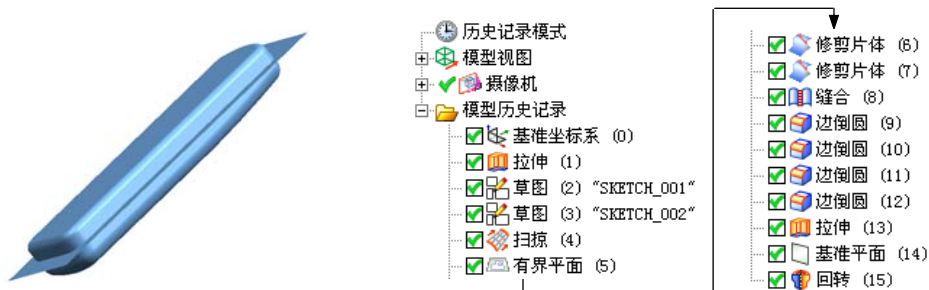 历史记录模式
模型视图
摄像机
模型历史记录
基准坐标系 (0)
拉伸 (1)
草图 (2) "SKETCH_001"
草图 (3) "SKETCH_002"
扫掠 (4)
有界平面 (5)
修剪片体 (6)
修剪片体 (7)
缝合 (8)
边倒圆 (9)
边倒圆 (10)
边倒圆 (11)
边倒圆 (12)
拉伸 (13)
基准平面 (14)
回转 (15)